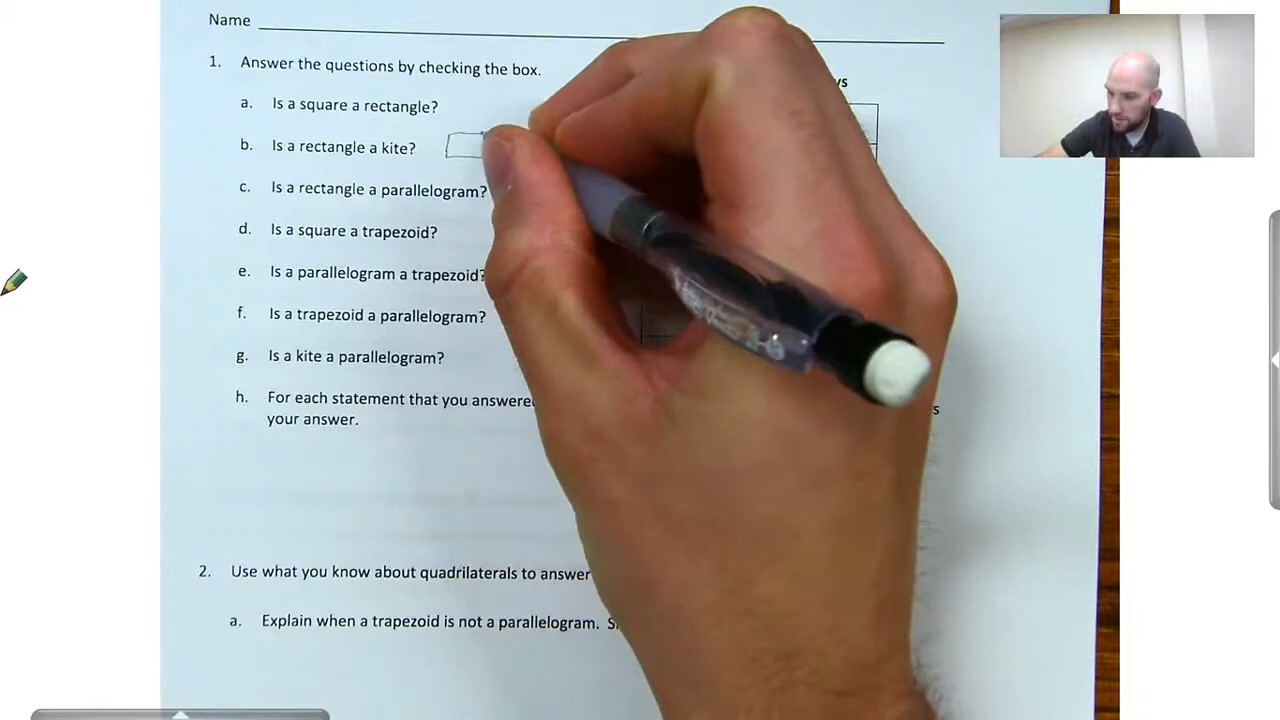 Name
1. Answer the questions by checking the box.
a. Is a square a rectangle?
b. Is a rectangle a kite?
c. Is a rectangle a parallelogram?
d. Is a square a trapezoid?
e. Is a parallelogram a trapezoid?
f. Is a trapezoid a parallelogram?
g. Is a kite a parallelogram?
h. For each statement that you answered
your answer.
2. Use what you know about quadrilaterals to answer
a. Explain when a trapezoid is not a parallelogram.